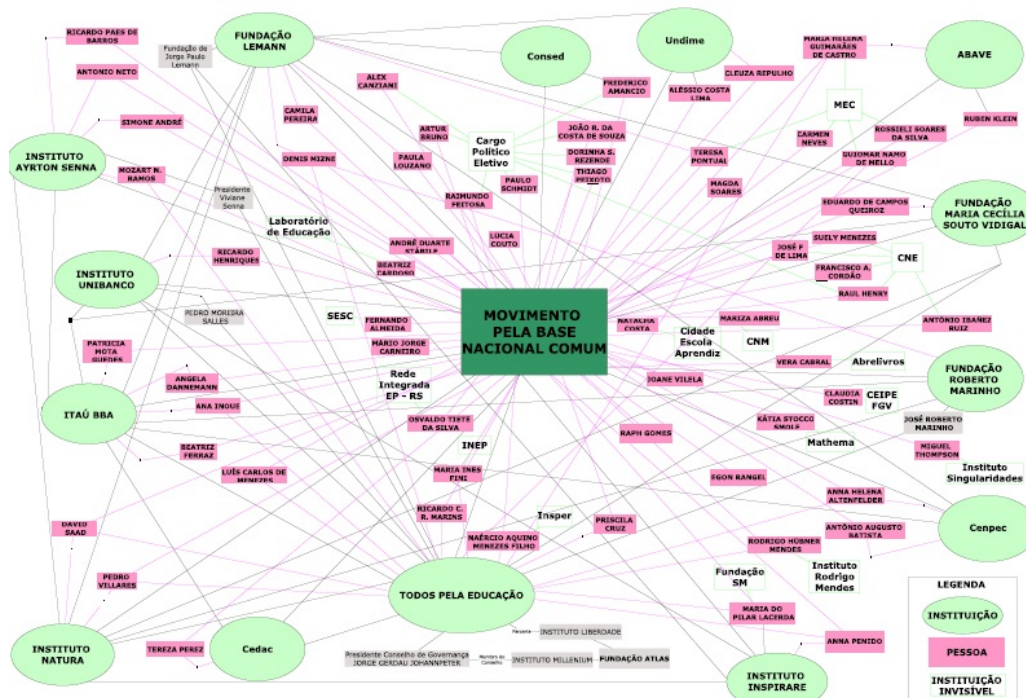 RICARDO PAES DE
BARROS
Fundação de
Jorge Paulo
Lemann
FUNDAÇÃO
LEMANN
Consed
Undime
MARIA HELENA
GUIMARÃES
DE CASTRO
ABAVE
ANTONIO NETO
ALEX
CANZIANI
FREDERICO
AMANCIO
CLEUZA REPULHO
ALÉSSIO COSTA
LIMA
MEC
SIMONE ANDRÉ
CAMILA
PEREIRA
ARTUR
BRUNO
Cargo
Político
Eletivo
JOÃO R. DA
COSTA DE SOUZA
CARMEN
NEVES
ROSSIELI SOARES
DA SILVA
RUBEN KLEIN
INSTITUTO
AYRTON SENNA
DENIS MIZNE
PAULA
LOUZANO
DORINHA S.
REZENDE
THIAGO
PEIXOTO
TERESA
PONTUAL
GUIOMAR NAMO
DE MELLO
MOZART N.
RAMOS
Presidente
Viviane
Senna
RAIMUNDO
FEITOSA
PAULO
SCHMIDT
MAGDA
SOARES
EDUARDO DE CAMPOS
QUEIROZ
FUNDAÇÃO
MARIA CECÍLIA
SOUTO VIDIGAL
Laboratório
de Educação
ANDRÉ DUARTE
STÁBILE
LUCIA
COUTO
SUELY MENEZES
RICARDO
HENRIQUES
BEATRIZ
CARDOSO
JOSÉ F
DE LIMA
CNE
INSTITUTO
UNIBANCO
FRANCISCO A.
CORDÃO
RAUL HENRY
PEDRO MOREIRA
SALLES
SESC
FERNANDO
ALMEIDA
MOVIMENTO
PELA BASE
NACIONAL COMUM
NATACHA
COSTA
MARIZA ABREU
ANTÔNIO IBAÑEZ
RUIZ
PATRICIA
MOTA
GUEDES
MÁRIO JORGE
CARNEIRO
Cidade
Escola
Aprendiz
CNM
VERA CABRAL
Abrelivros
FUNDAÇÃO
ROBERTO
MARINHO
ANGELA
DANNEMANN
Rede
Integrada
EP - RS
JOANE VILELA
ITAÚ BBA
ANA INOUE
CLAUDIA
COSTIN
CEIPE
FGV
OSVALDO TIETE
DA SILVA
KÁTIA STOCCO
SMOLE
JOSÉ ROBERTO
MARINHO
BEATRIZ
FERRAZ
INEP
RAPH GOMES
Mathema
MIGUEL
THOMPSON
LUÍS CARLOS DE
MENEZES
MARIA INES
FINI
EGON RANGEL
Instituto
Singularidades
ANNA HELENA
ALTENFELDER
DAVID
SAAD
RICARDO C.
R. MARINS
Insper
PRISCILA
CRUZ
Cenpec
NAÉRCIO AQUINO
MENEZES FILHO
RODRIGO HÜBNER
MENDES
ANTÔNIO AUGUSTO
BATISTA
PEDRO
VILLARES
Fundação
SM
Instituto
Rodrigo
Mendes
LEGENDA
TODOS PELA EDUCAÇÃO
MARIA DO
PILAR LACERDA
INSTITUIÇÃO
Parceria
INSTITUTO LIBERDADE
ANNA PENIDO
INSTITUTO
NATURA
TEREZA PEREZ
Cedac
Presidente Conselho de Governança
JORGE GERDAU JOHANNPETER
Membro do
Conselho
INSTITUTO MILLENIUM
FUNDAÇÃO ATLAS
PESSOA
INSTITUTO
INSPIRARE
INSTITUIÇÃO
INVISÍVEL